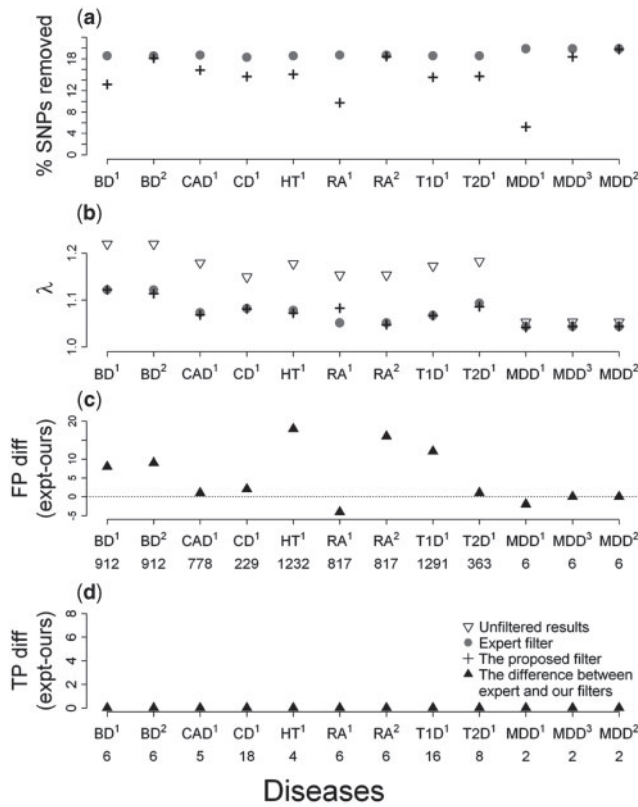 (a)
% SNPs removed
18
12
8
4
0
BD1 BD2 CAD1 CD1 HT1 RA1 RA2 T1D1 T2D1 MDD1 MDD3 MDD2
(b)
λ
1.2
1.1
1.0
BD1 BD2 CAD1 CD1 HT1 RA1 RA2 T1D1 T2D1 MDD1 MDD3 MDD2
(c)
FP diff
(expt-ours)
20
10
5
0
-5
BD1 BD2 CAD1 CD1 HT1 RA1 RA2 T1D1 T2D1 MDD1 MDD3 MDD2
912 912 778 229 1232 817 817 1291 363 6 6 6
(d)
TP diff
(expt-ours)
8
6
4
2
0
Unfiltered results
Expert filter
The proposed filter
The difference between
expert and our filters
BD1 BD2 CAD1 CD1 HT1 RA1 RA2 T1D1 T2D1 MDD1 MDD3 MDD2
6 6 5 18 4 6 6 16 8 2 2 2
Diseases